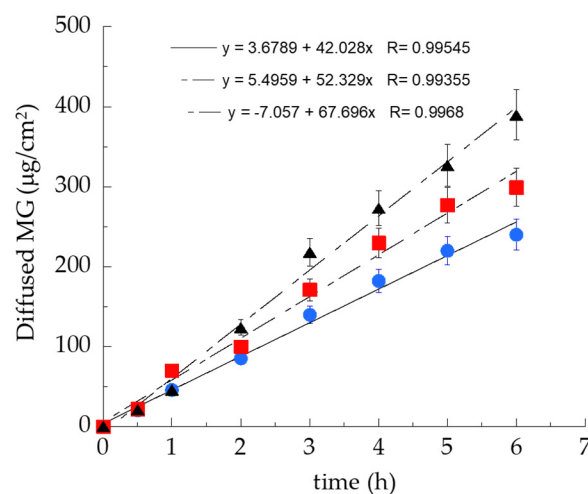 500
y = 3.6789 + 42.028x R= 0.99545
y = 5.4959 + 52.329x R= 0.99355
y = -7.057 + 67.696x R= 0.9968
400
300
200
100
0
Diffused MG (µg/cm²)
0 1 2 3 4 5 6 7
time (h)